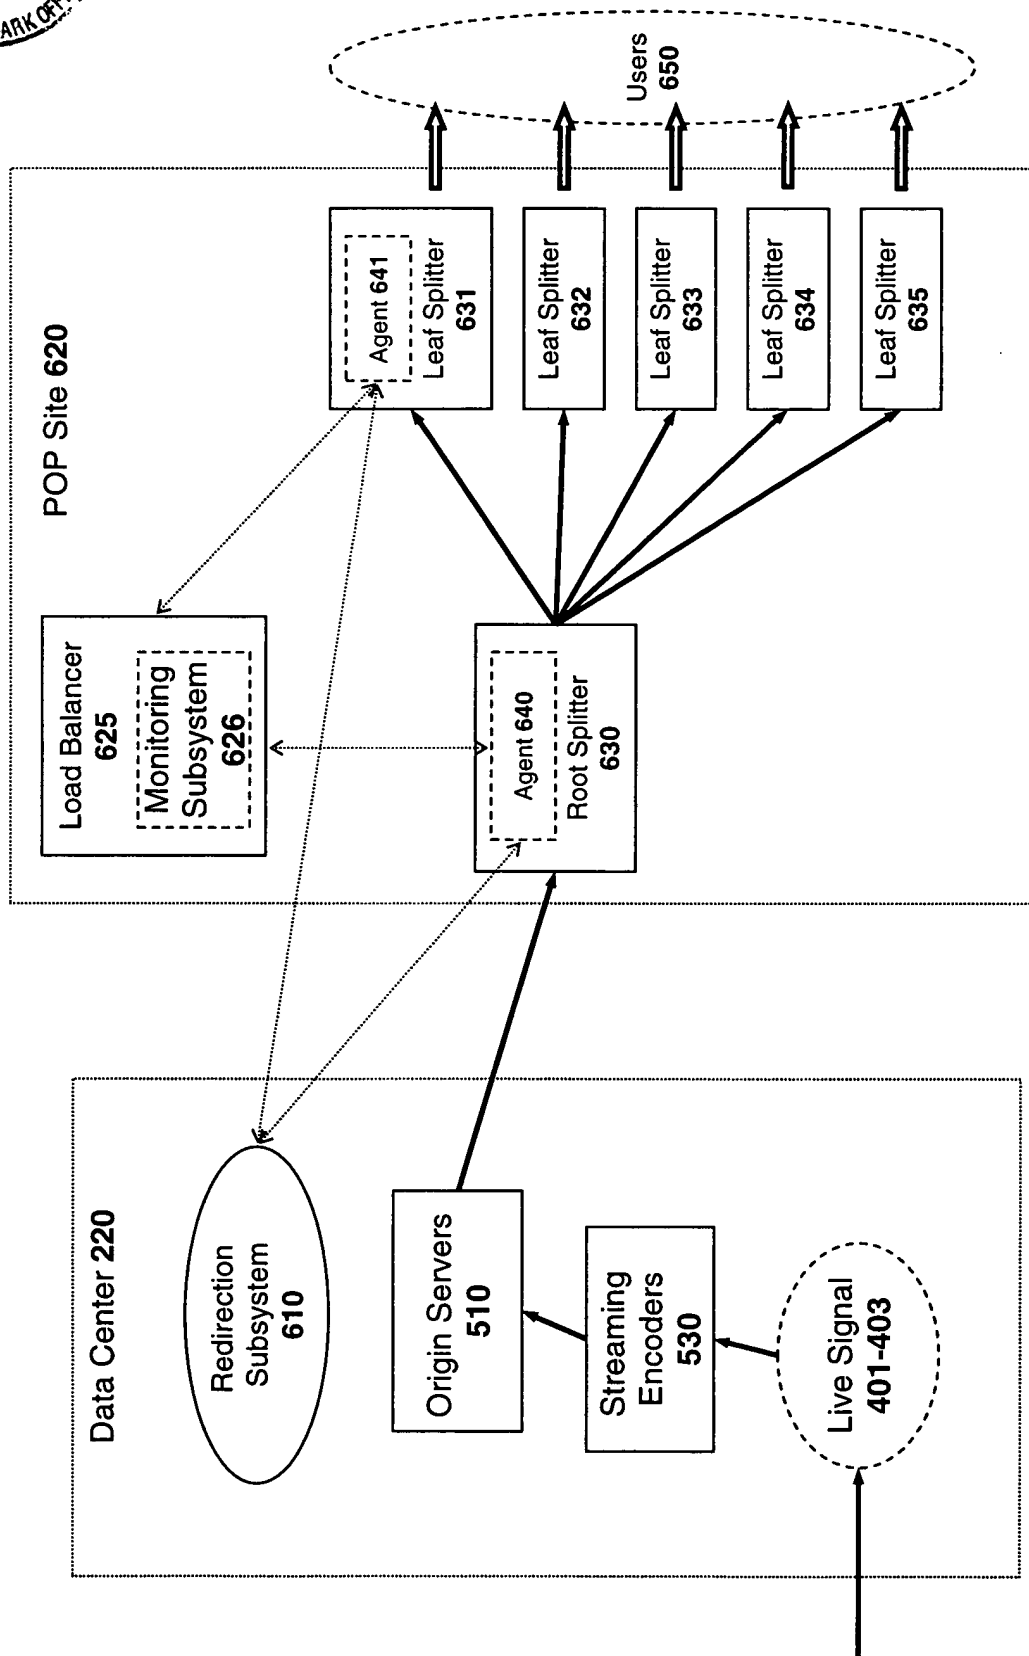 POP Site 620
Load Balancer
625
Monitoring
Subsystem
626
Agent 641
Leaf Splitter
631
Leaf Splitter
632
Leaf Splitter
633
Leaf Splitter
634
Leaf Splitter
635
Users
650
Agent 640
Root Splitter
630
Data Center 220
Redirection
Subsystem
610
Origin Servers
510
Streaming
Encoders
530
Live Signal
401-403